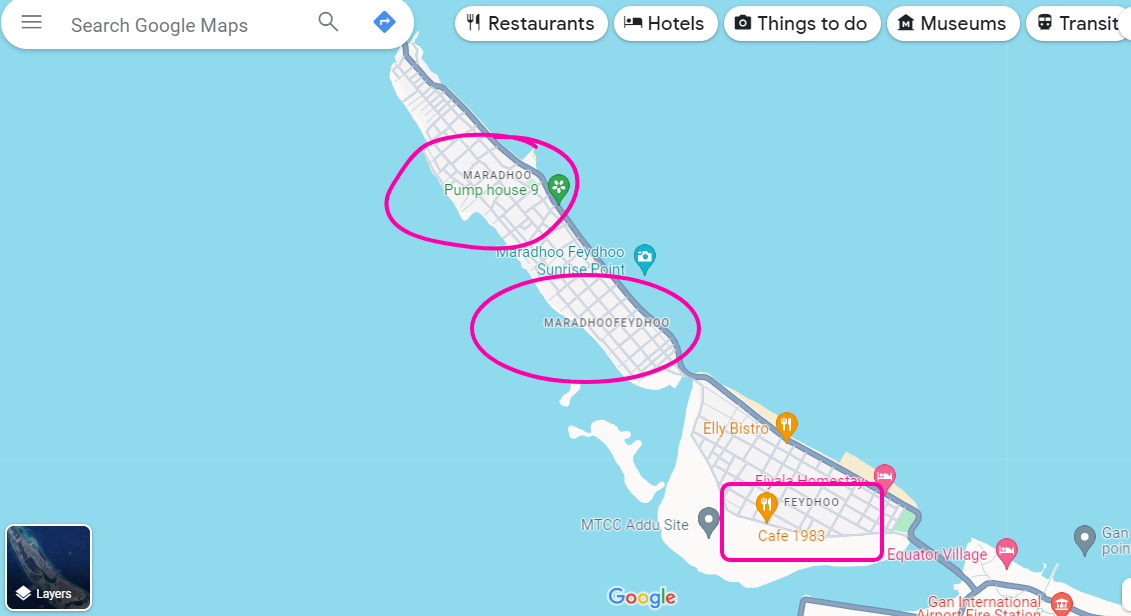 Search Google Maps
Restaurants
Hotels
Things to do
Museums
Transit
MARADHOO
Pump house 9
Maradhoo Feydhoo
Sunrise Point
MARADHOOFEYDHOO
Elly Bistro
Fiyala Homestay
FEYDHOO
MTCC Addu Site
Cafe 1983
Gan
poin
Equator Village
Layers
Google
Gan International
Airport Fire Station